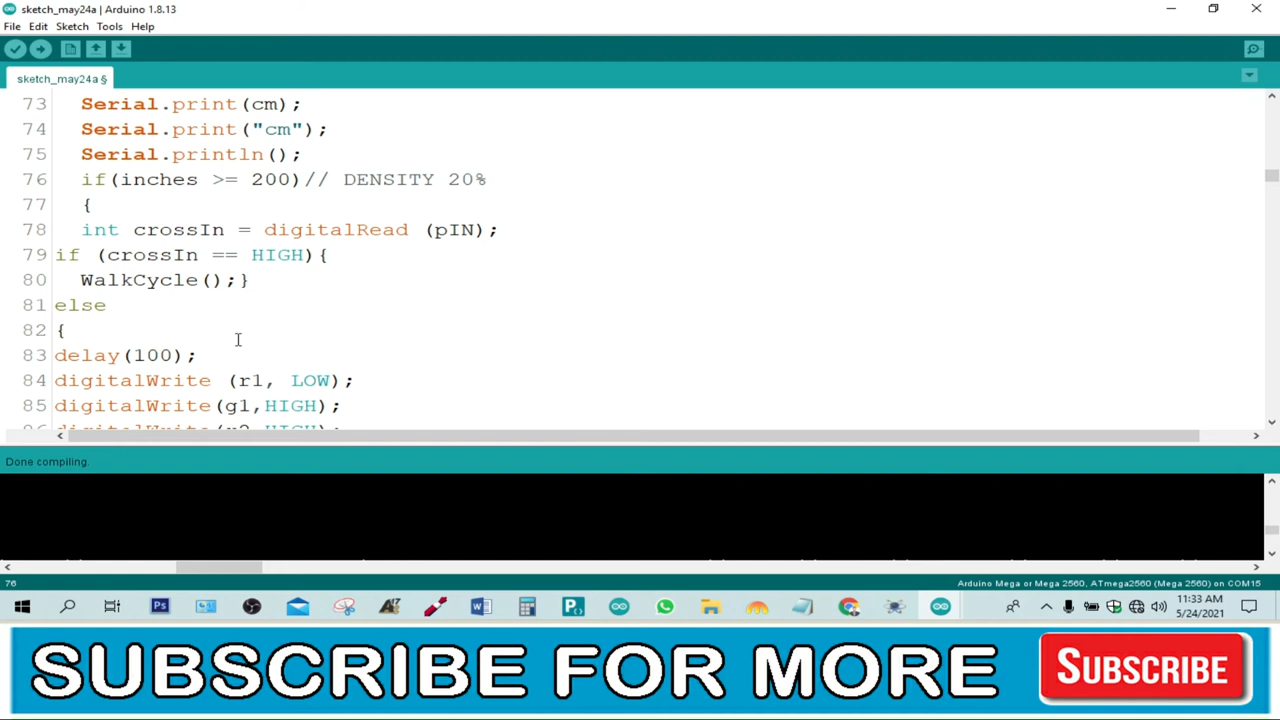 sketch_may24a | Arduino 1.8.13
File Edit Sketch Tools Help
sketch_may24a §
73 Serial.print(cm);
74 Serial.print("cm");
75 Serial.println();
76 if(inches >= 200)// DENSITY 20%
77 {
78 int crossIn = digitalRead (pIN);
79 if (crossIn == HIGH){
80 WalkCycle();}
81 else
82 {
83 delay(100);
84 digitalWrite (r1, LOW);
85 digitalWrite(g1,HIGH);
Done compiling.
76
Arduino Mega or Mega 2560, ATmega2560 (Mega 2560) on COM15
11:33 AM
5/24/2021
SUBSCRIBE FOR MORE
SUBSCRIBE